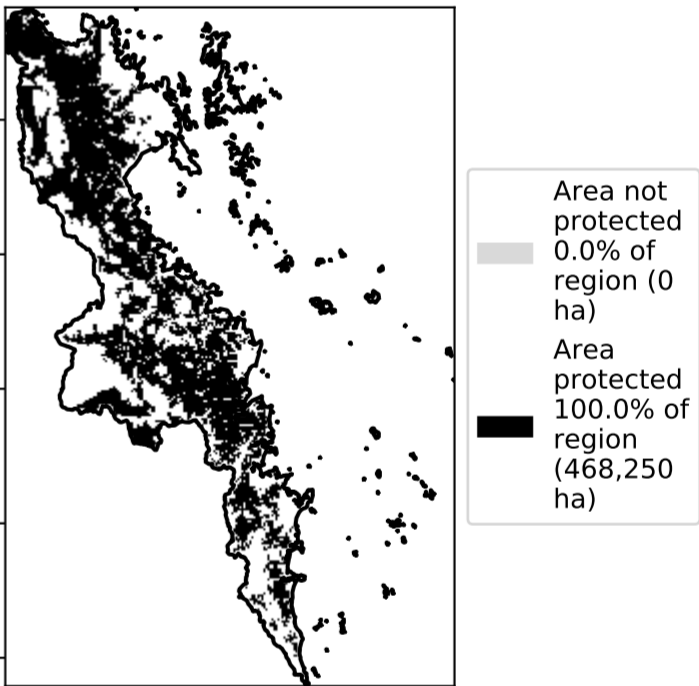 Area not
protected
0.0% of
region (0
ha)
Area
protected
100.0% of
region
(468,250
ha)